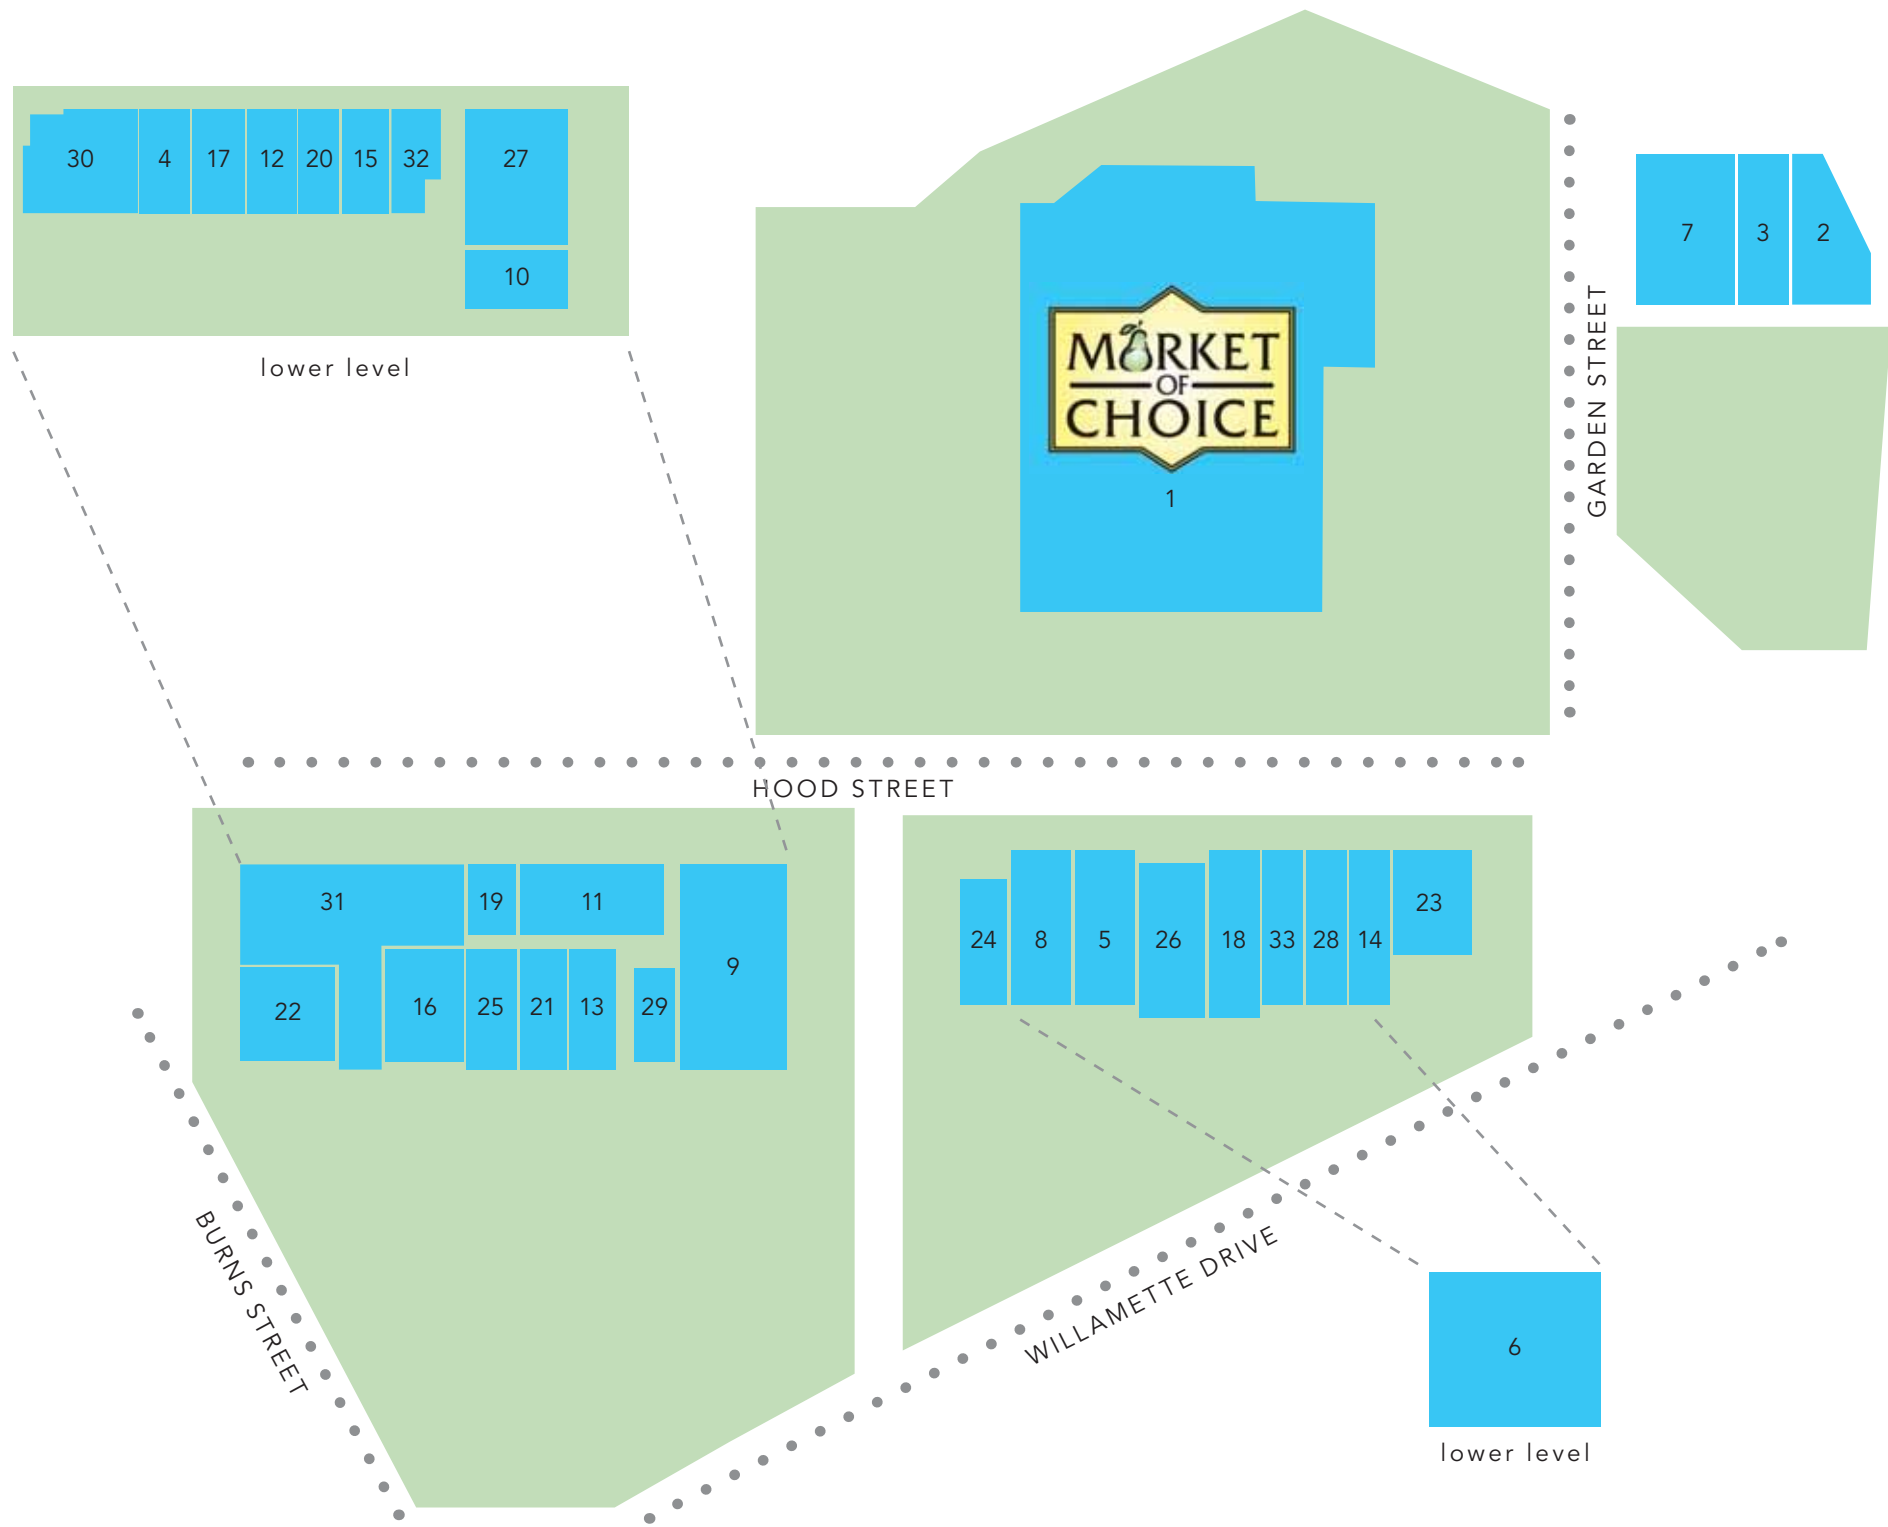 30 4 17 12 20 15 32 27
10
lower level
MARKET
OF
CHOICE
1
7 3 2
GARDEN STREET
HOOD STREET
31 19 11
9
22 16 25 21 13 29
24 8 5 26 18 33 28 14 23
BURNS STREET
WILLAMETTE DRIVE
6
lower level